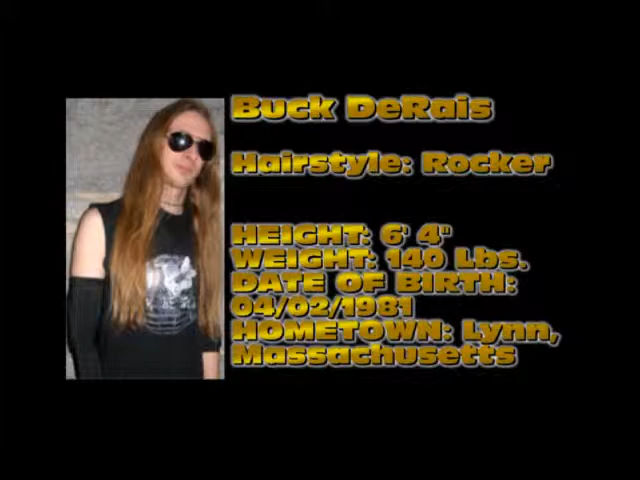 Buck DeRais
Hairstyle: Rocker
HEIGHT: 6' 4"
WEIGHT: 140 Lbs.
DATE OF BIRTH:
04/02/1981
HOMETOWN: Lynn,
Massachusetts